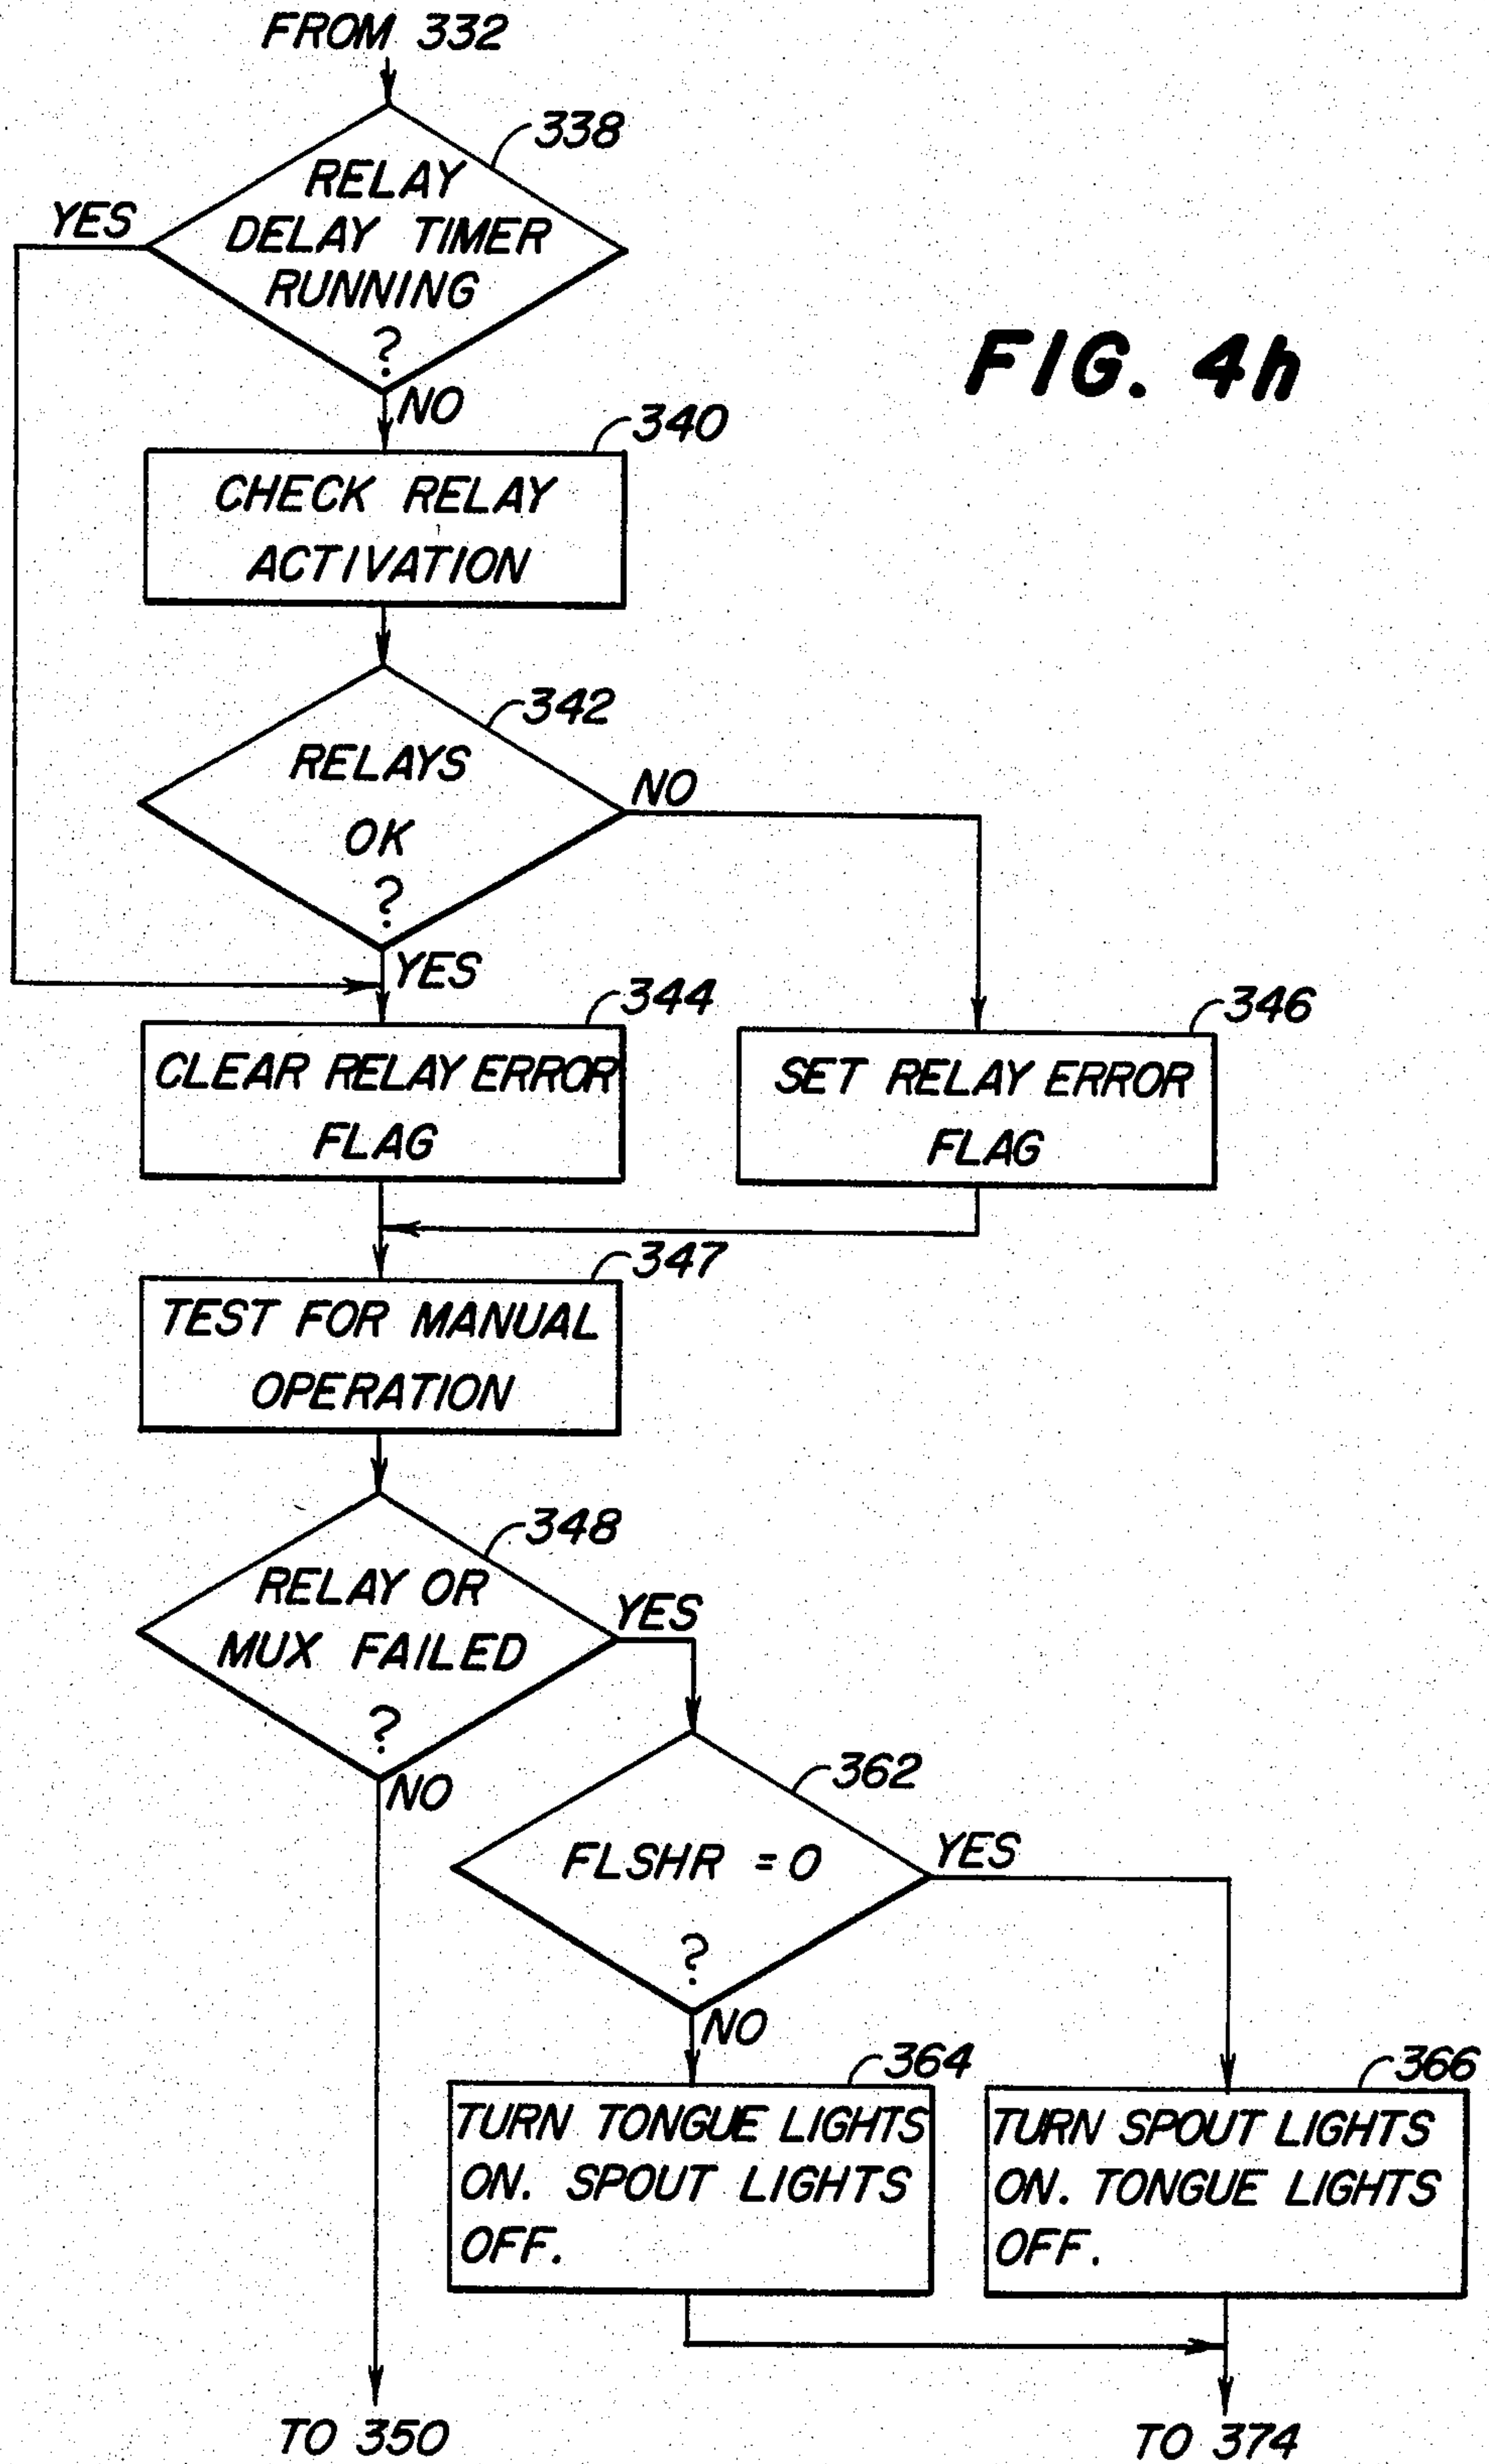 FROM 332
338
RELAY
DELAY TIMER
RUNNING
?
YES
NO
FIG. 4h
340
CHECK RELAY
ACTIVATION
342
RELAYS
OK
?
NO
YES
344
CLEAR RELAY ERROR
FLAG
346
SET RELAY ERROR
FLAG
347
TEST FOR MANUAL
OPERATION
348
RELAY OR
MUX FAILED
?
YES
NO
362
FLSHR = 0
?
YES
NO
364
TURN TONGUE LIGHTS
ON. SPOUT LIGHTS
OFF.
366
TURN SPOUT LIGHTS
ON. TONGUE LIGHTS
OFF.
TO 350
TO 374